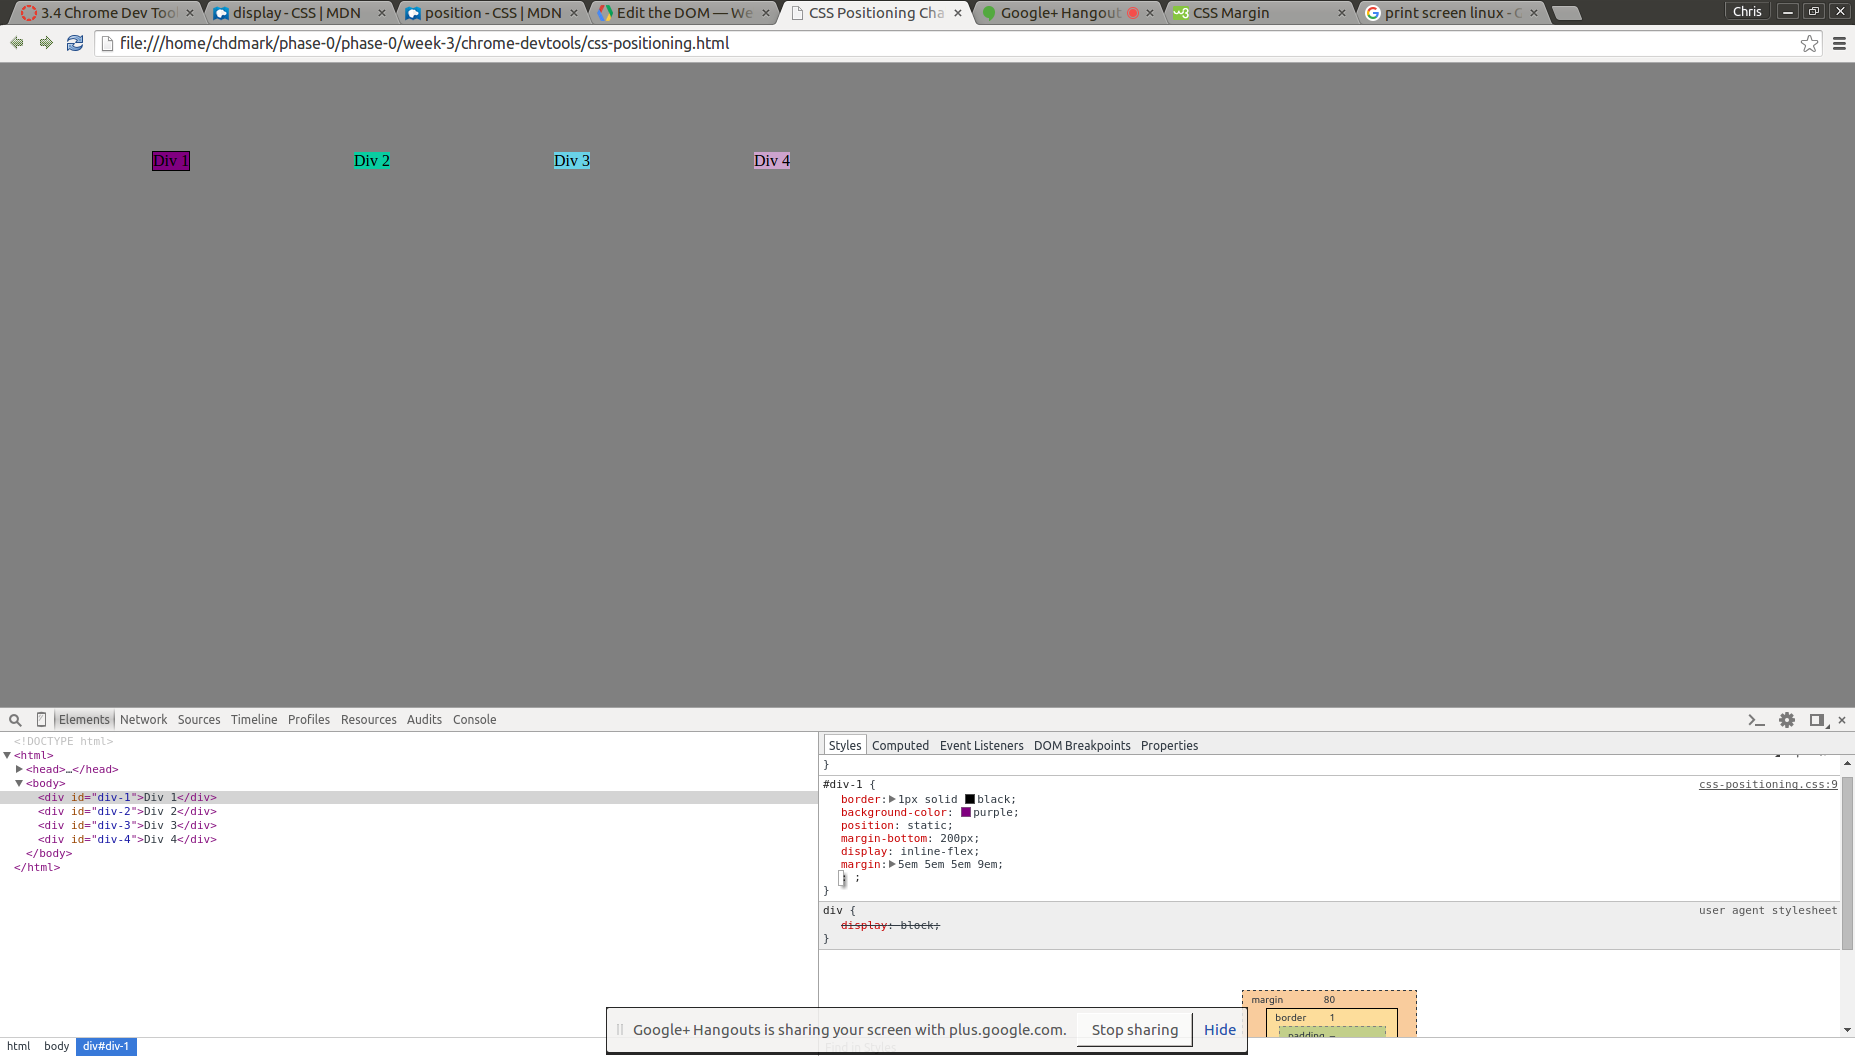 3.4 Chrome Dev Tool
display - CSS | MDN
position - CSS | MDN
Edit the DOM — We
CSS Positioning Cha
Google+ Hangout
CSS Margin
print screen linux - G
Chris
file:///home/chdmark/phase-0/phase-0/week-3/chrome-devtools/css-positioning.html
Div 1
Div 2
Div 3
Div 4
Elements Network Sources Timeline Profiles Resources Audits Console
<!DOCTYPE html>
<html>
<head>…</head>
<body>
<div id="div-1">Div 1</div>
<div id="div-2">Div 2</div>
<div id="div-3">Div 3</div>
<div id="div-4">Div 4</div>
</body>
</html>
Styles Computed Event Listeners DOM Breakpoints Properties
}
#div-1 {
css-positioning.css:9
border: 1px solid black;
background-color: purple;
position: static;
margin-bottom: 200px;
display: inline-flex;
margin: 5em 5em 5em 9em;
: ;
}
div {
user agent stylesheet
display: block;
}
margin 80
border 1
padding –
Google+ Hangouts is sharing your screen with plus.google.com.
Stop sharing
Hide
Find in Styles
html body div#div-1